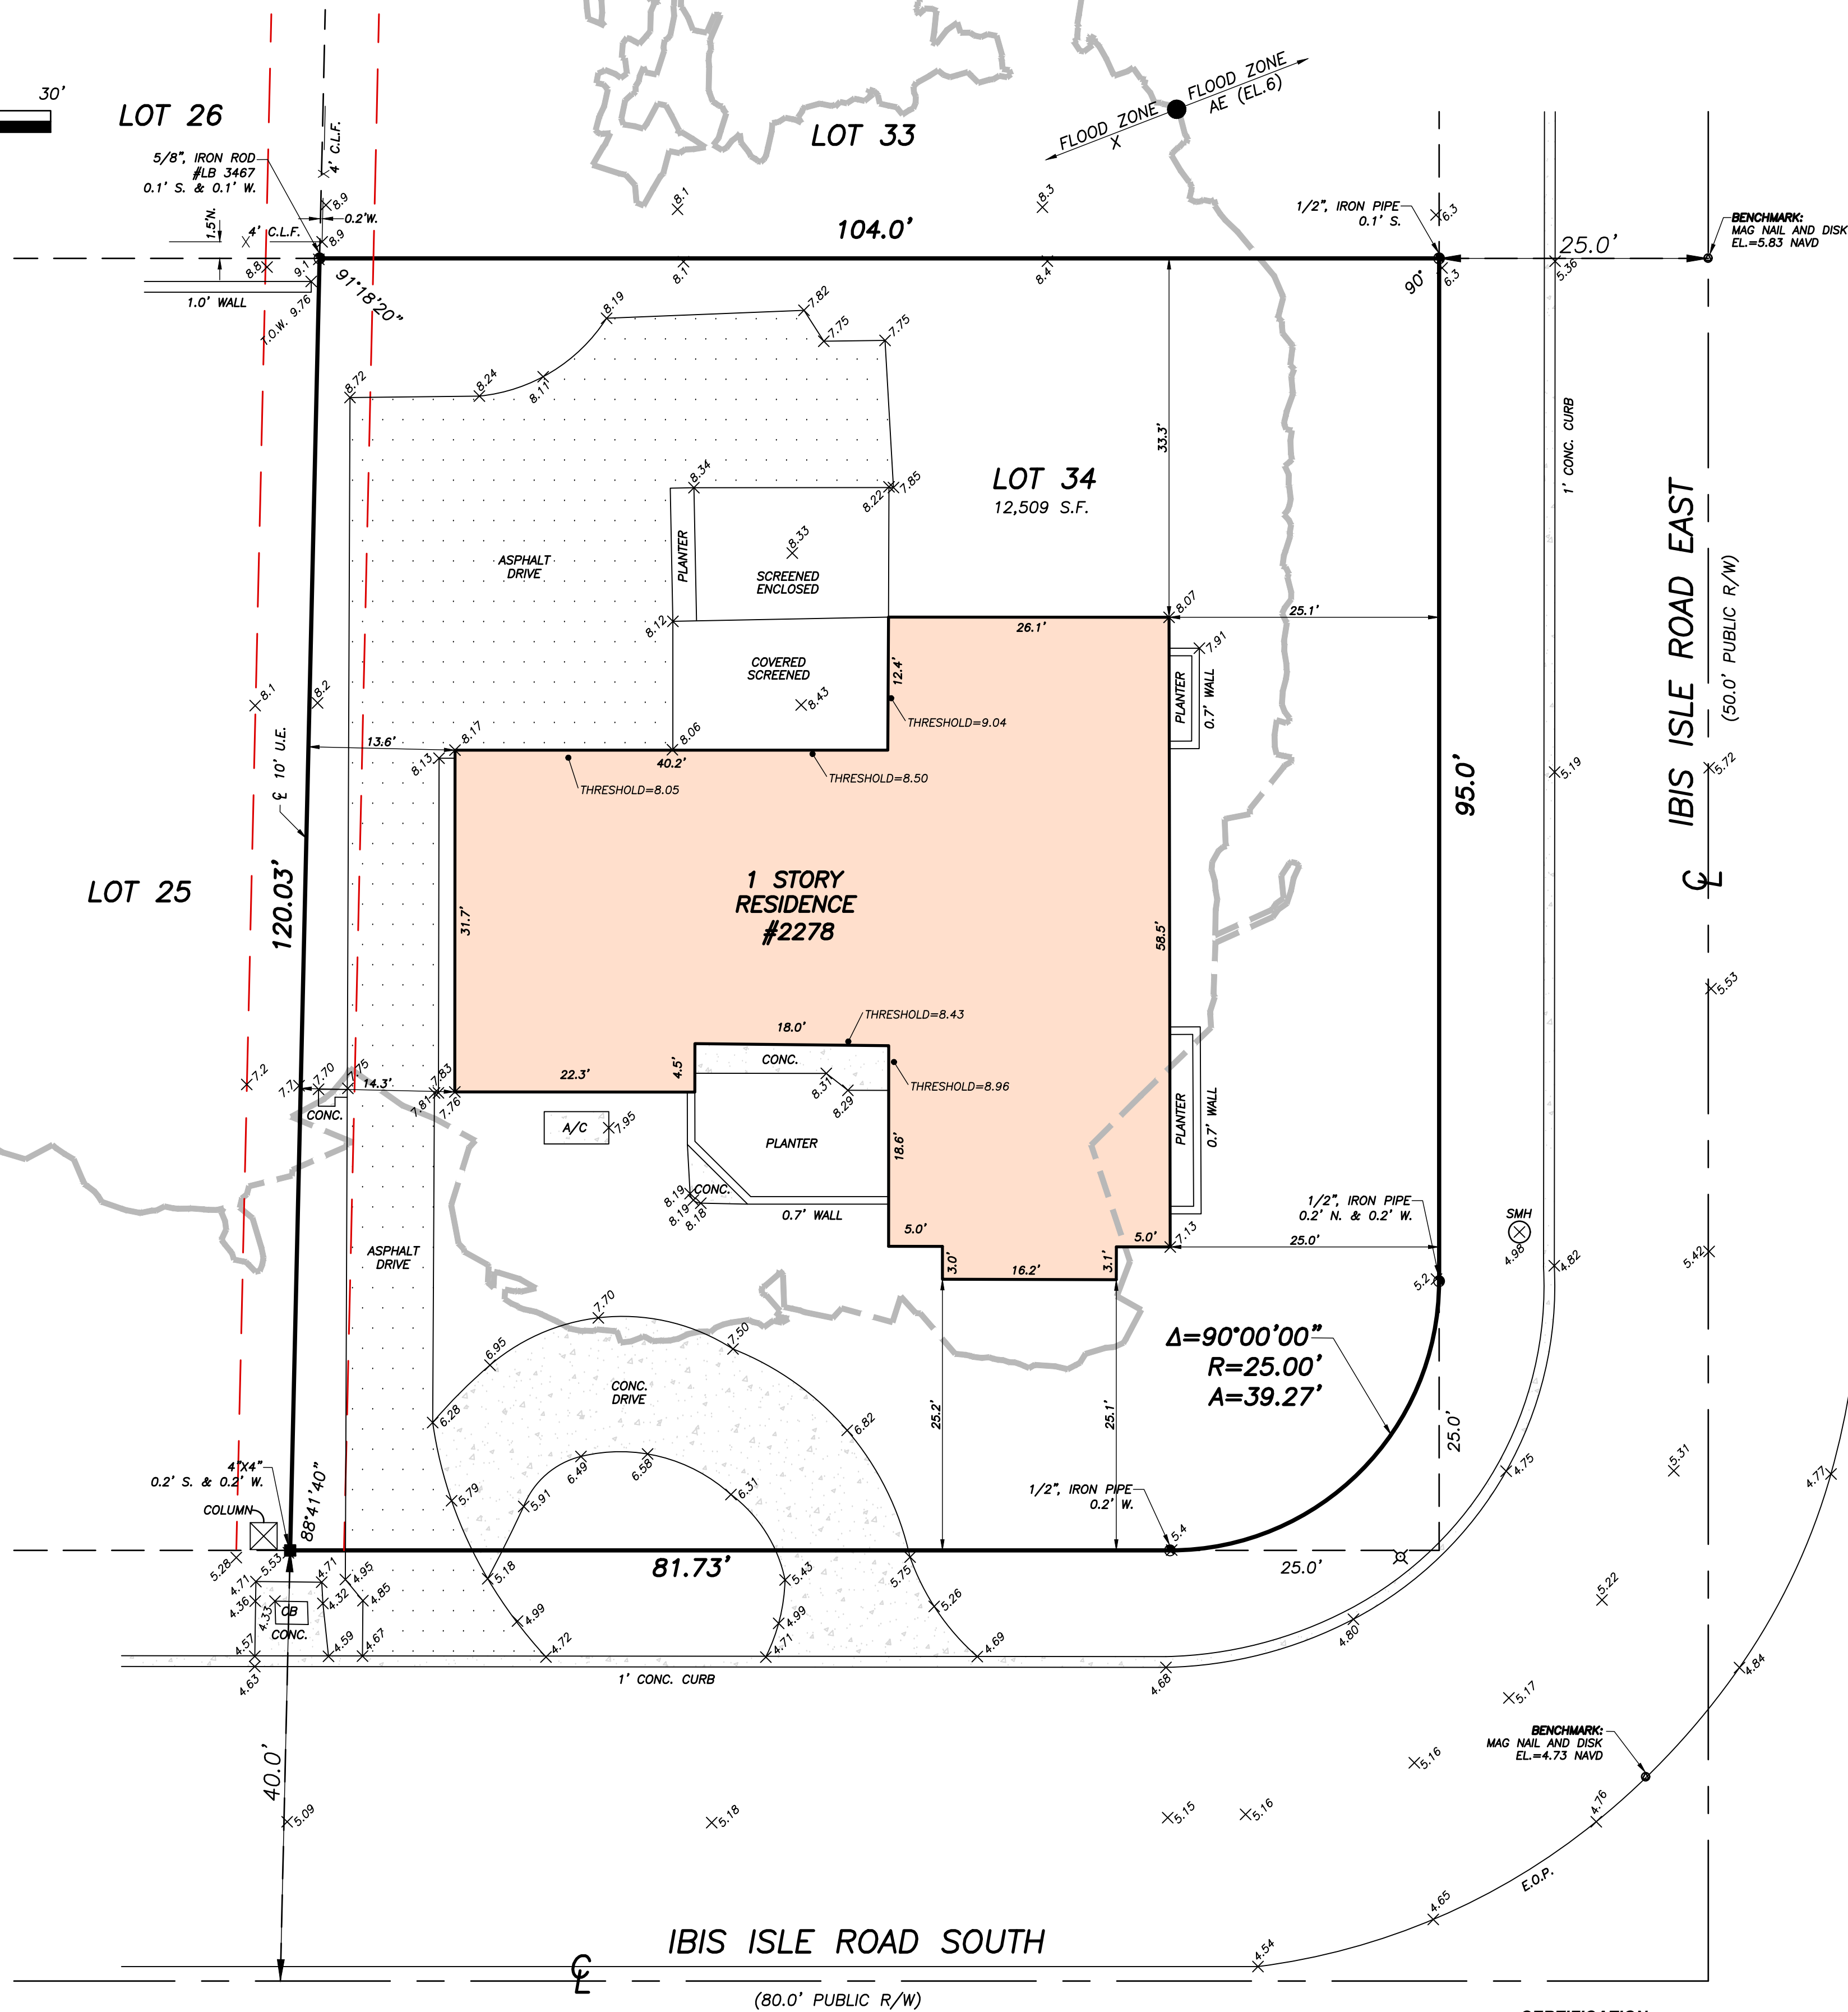 30'
LOT 26
5/8", IRON ROD
#LB 3467
0.1' S. & 0.1' W.
4' C.L.F.
8.9
0.2'W.
1.5'N.
4' C.L.F.
8.9
8.8
9.1
1.0' WALL
T.O.W. 9.76
91°18'20"
LOT 33
8.1
104.0'
8.1
8.3
8.4
FLOOD ZONE
X
FLOOD ZONE
AE (EL.6)
1/2", IRON PIPE
0.1' S.
6.3
90°
6.3
25.0'
BENCHMARK:
MAG NAIL AND DISK
EL.=5.83 NAVD
5.36
8.19
7.82
7.75
7.75
8.72
8.24
8.11
33.3'
1' CONC. CURB
LOT 34
12,509 S.F.
8.34
8.22
7.85
ASPHALT
DRIVE
PLANTER
8.33
SCREENED
ENCLOSED
IBIS ISLE ROAD EAST
(50.0' PUBLIC R/W)
8.12
26.1'
8.07
25.1'
COVERED
SCREENED
12.4'
8.43
THRESHOLD=9.04
7.91
PLANTER
0.7' WALL
8.1
8.2
℄ 10' U.E.
13.6'
8.17
8.13
8.06
40.2'
THRESHOLD=8.05
THRESHOLD=8.50
5.19
5.72
95.0'
LOT 25
120.03'
31.7'
1 STORY
RESIDENCE
#2278
58.5'
℄
5.53
THRESHOLD=8.43
18.0'
CONC.
4.5'
22.3'
8.31
8.29
THRESHOLD=8.96
7.2
7.7
7.70
7.75
14.3'
7.83
7.81
7.76
CONC.
A/C
7.95
PLANTER
18.6'
PLANTER
0.7' WALL
8.19
8.19
8.18
CONC.
0.7' WALL
5.0'
3.0'
16.2'
3.1'
5.0'
7.13
25.0'
1/2", IRON PIPE
0.2' N. & 0.2' W.
5.2
SMH
4.98
4.82
5.42
ASPHALT
DRIVE
7.70
6.95
7.50
CONC.
DRIVE
6.28
6.82
25.2'
25.1'
Δ=90°00'00"
R=25.00'
A=39.27'
25.0'
4"X4"
0.2' S. & 0.2' W.
COLUMN
88°41'40"
5.79
5.91
6.49
6.58
6.31
1/2", IRON PIPE
0.2' W.
5.4
4.75
5.31
4.77
5.28
5.53
4.71
4.71
4.95
4.36
4.33
CB
4.32
4.85
CONC.
4.57
4.59
4.67
4.63
81.73'
5.18
4.99
4.72
5.43
4.99
4.71
5.75
5.26
4.69
25.0'
4.80
5.22
4.68
1' CONC. CURB
5.17
4.84
40.0'
5.09
5.18
5.15
5.16
5.16
BENCHMARK:
MAG NAIL AND DISK
EL.=4.73 NAVD
4.76
E.O.P.
4.65
4.54
IBIS ISLE ROAD SOUTH
℄
(80.0' PUBLIC R/W)